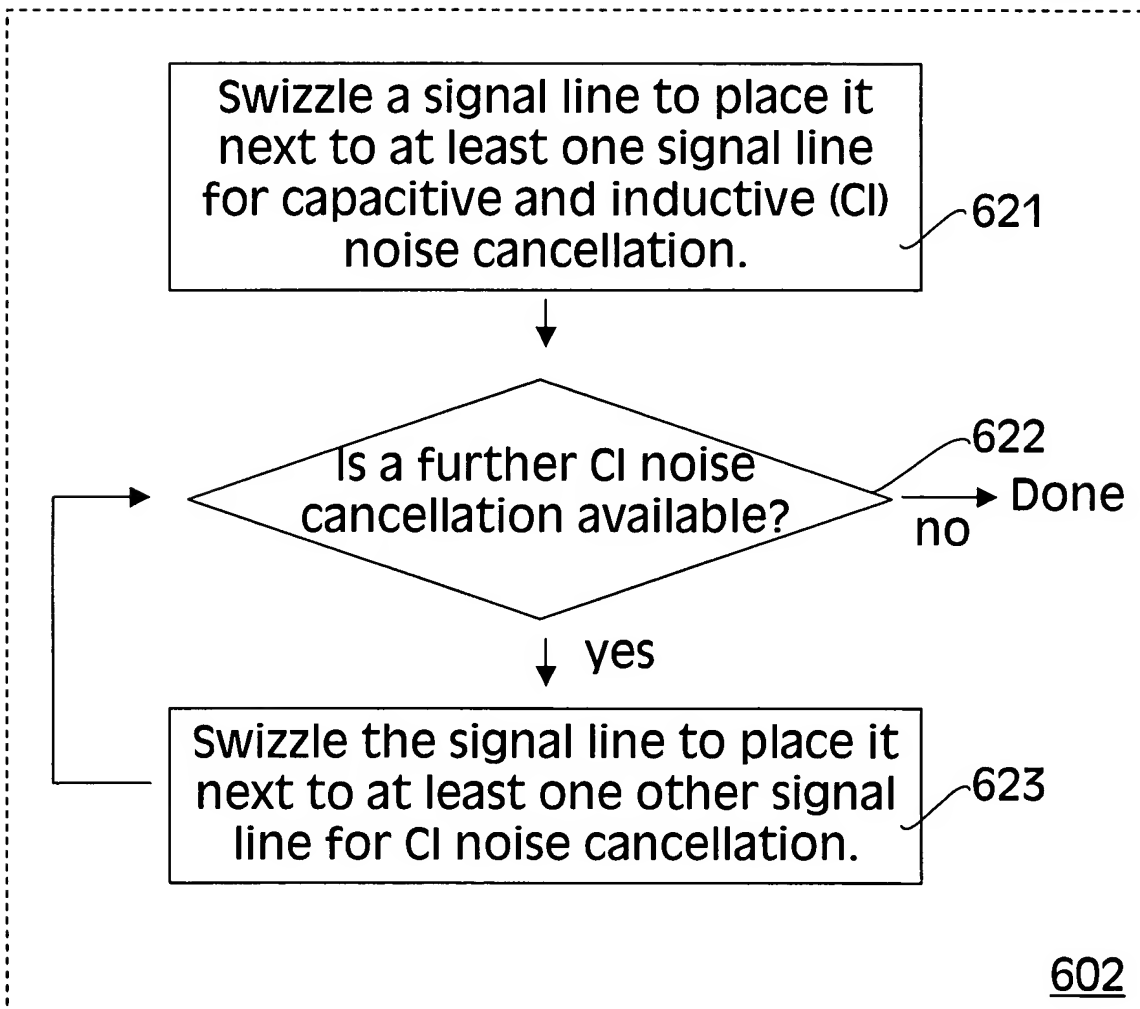 Swizzle a signal line to place it
next to at least one signal line
for capacitive and inductive (CI)
noise cancellation.
621
Is a further CI noise
cancellation available?
622
Done
no
yes
Swizzle the signal line to place it
next to at least one other signal
line for CI noise cancellation.
623
602